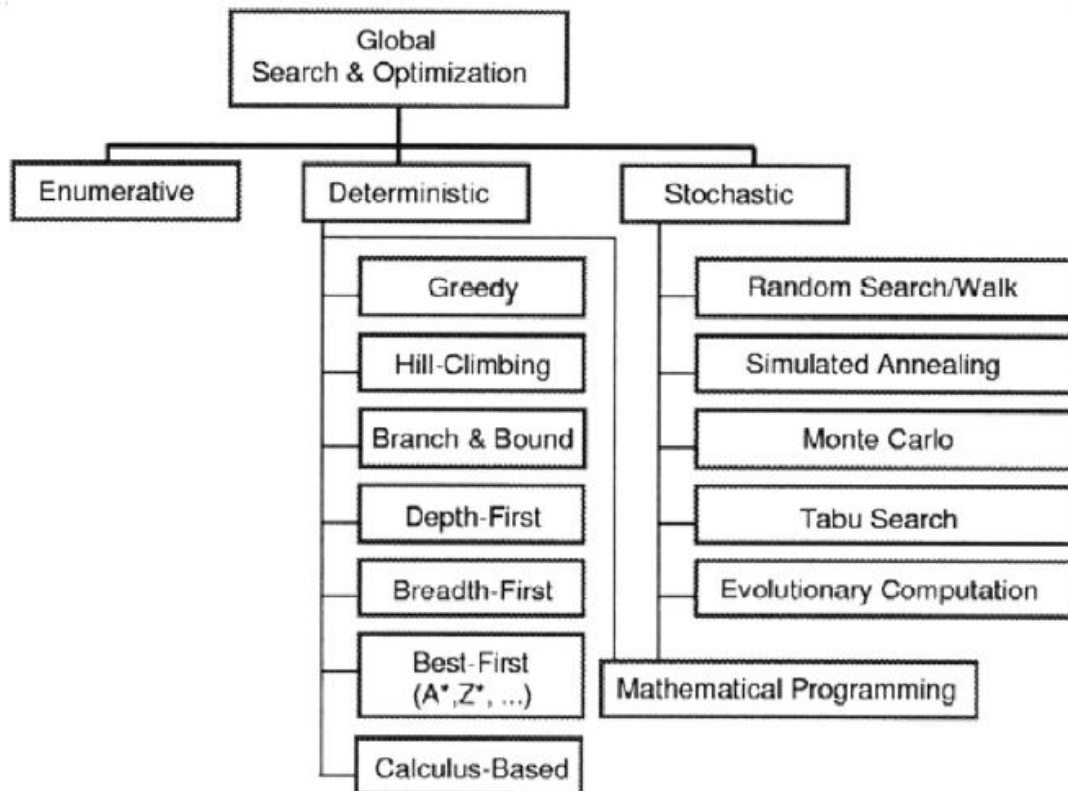 Global
Search & Optimization
Enumerative
Deterministic
Stochastic
Greedy
Hill-Climbing
Branch & Bound
Depth-First
Breadth-First
Best-First
(A*,Z*, ...)
Calculus-Based
Random Search/Walk
Simulated Annealing
Monte Carlo
Tabu Search
Evolutionary Computation
Mathematical Programming